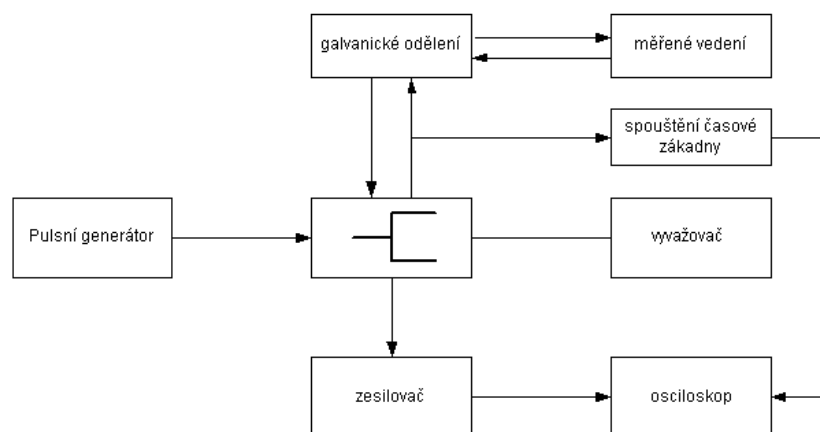 galvanické odělení
měřené vedení
spouštění časové
zákadny
Pulsní generátor
vyvažovač
zesilovač
osciloskop